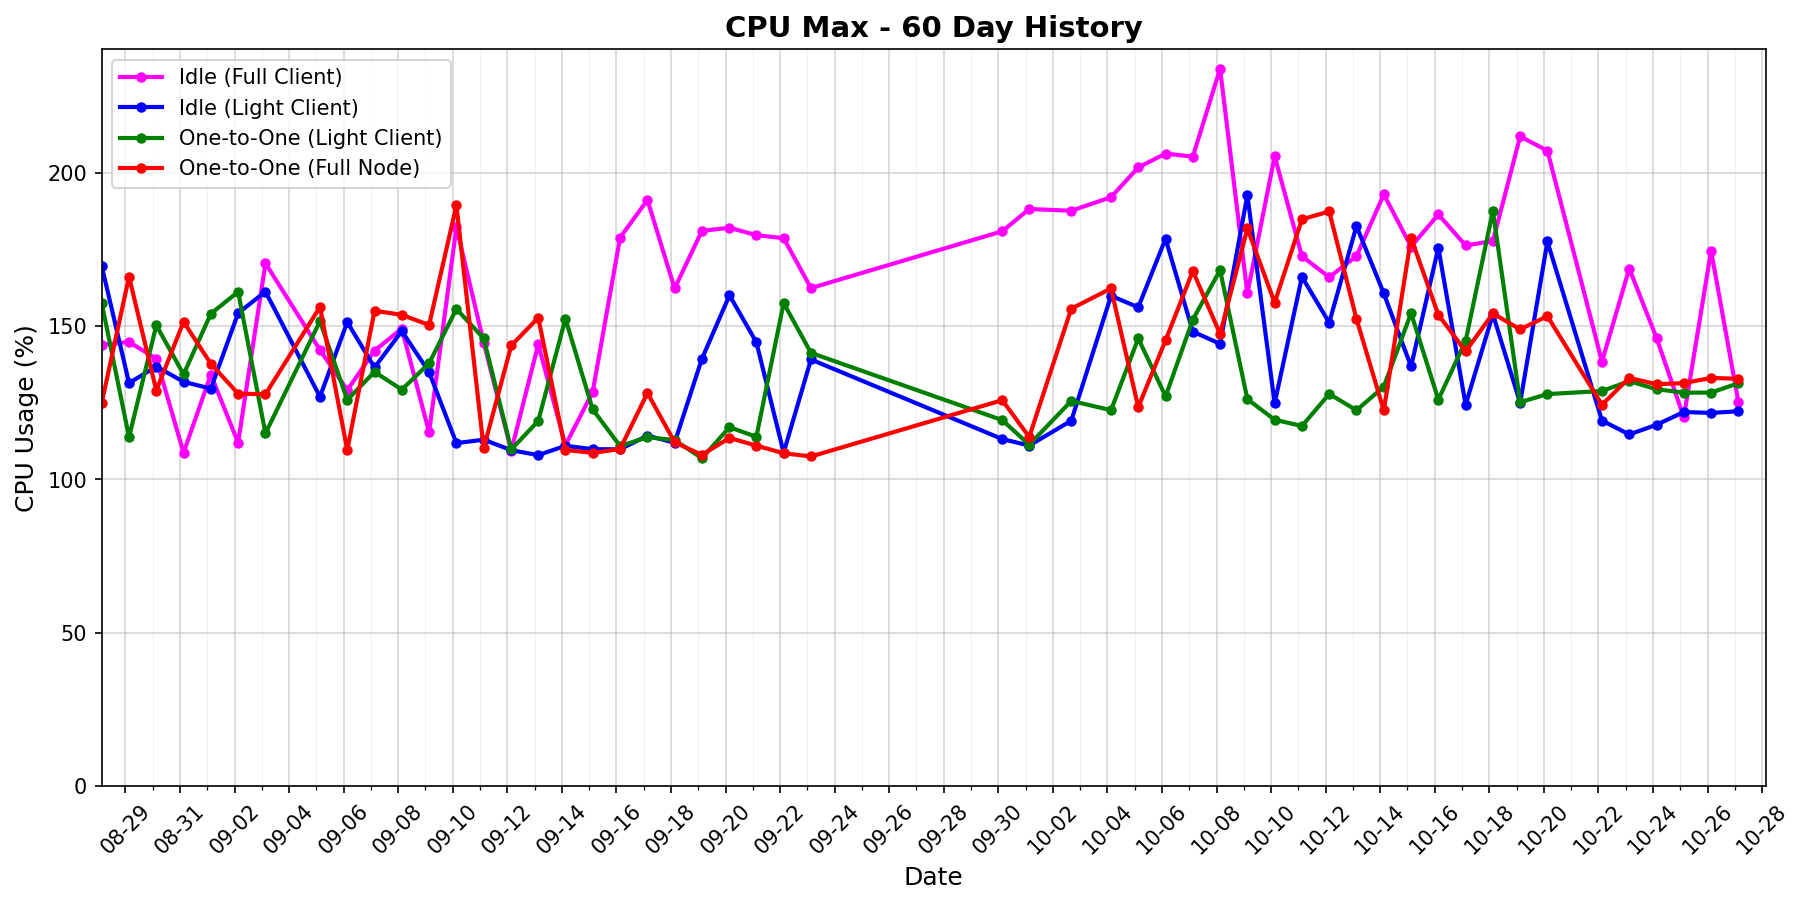 CPU Max - 60 Day History
Idle (Full Client)
Idle (Light Client)
One-to-One (Light Client)
One-to-One (Full Node)
CPU Usage (%)
200
150
100
50
0
08-29 08-31 09-02 09-04 09-06 09-08 09-10 09-12 09-14 09-16 09-18 09-20 09-22 09-24 09-26 09-28 09-30 10-02 10-04 10-06 10-08 10-10 10-12 10-14 10-16 10-18 10-20 10-22 10-24 10-26 10-28
Date